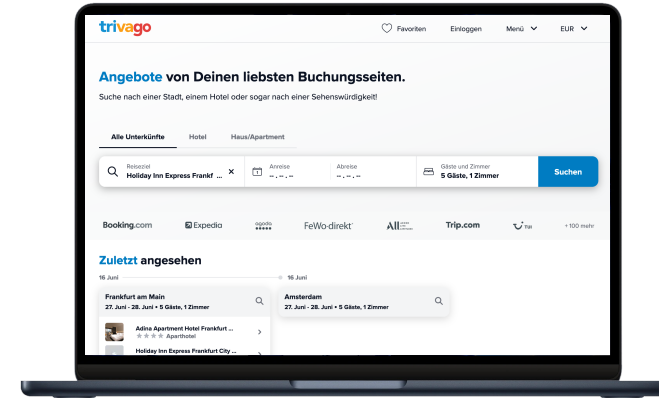 trivago
Favoriten Einloggen Menü EUR
Angebote von Deinen liebsten Buchungsseiten.
Suche nach einer Stadt, einem Hotel oder sogar nach einer Sehenswürdigkeit!
Alle Unterkünfte Hotel Haus/Apartment
Reiseziel Anreise Abreise Gäste und Zimmer
Holiday Inn Express Frankf ... -- . -- . -- -- . -- . -- 5 Gäste, 1 Zimmer Suchen
Booking.com Expedia agoda FeWo-direkt ALL Trip.com TUI +100 mehr
Zuletzt angesehen
16 Juni 16 Juni
Frankfurt am Main Amsterdam
27. Juni - 28. Juni • 5 Gäste, 1 Zimmer 27. Juni - 28. Juni • 5 Gäste, 1 Zimmer
Adina Apartment Hotel Frankfurt ...
Aparthotel
Holiday Inn Express Frankfurt City ...